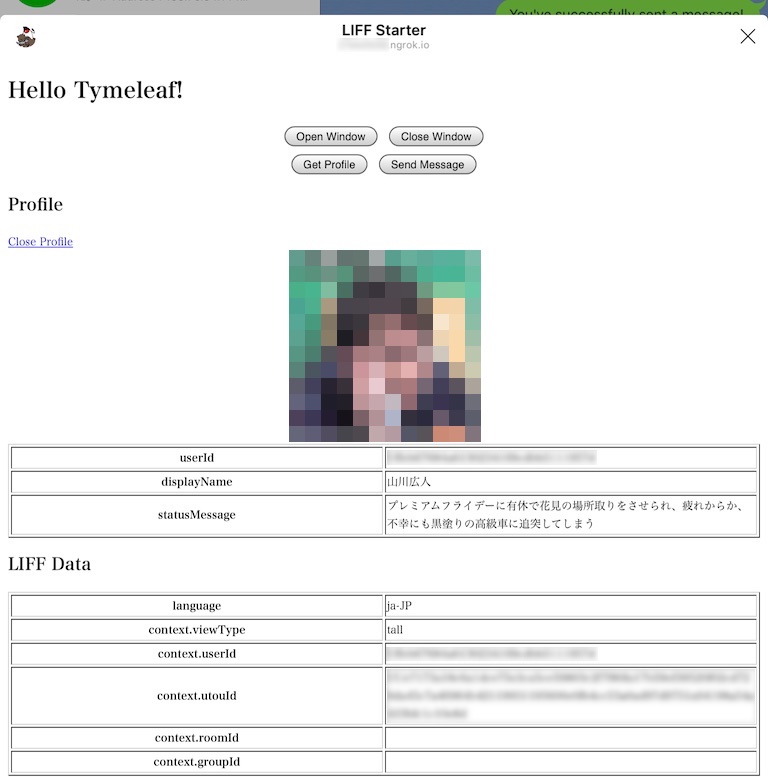 You've successfully sent a message!
LIFF Starter
ngrok.io
Hello Tymeleaf!
Open Window
Close Window
Get Profile
Send Message
Profile
Close Profile
userId
displayName
山川広人
statusMessage
プレミアムフライデーに有休で花見の場所取りをさせられ、疲れからか、
不幸にも黒塗りの高級車に追突してしまう
LIFF Data
language
ja-JP
context.viewType
tall
context.userId
context.utouId
context.roomId
context.groupId